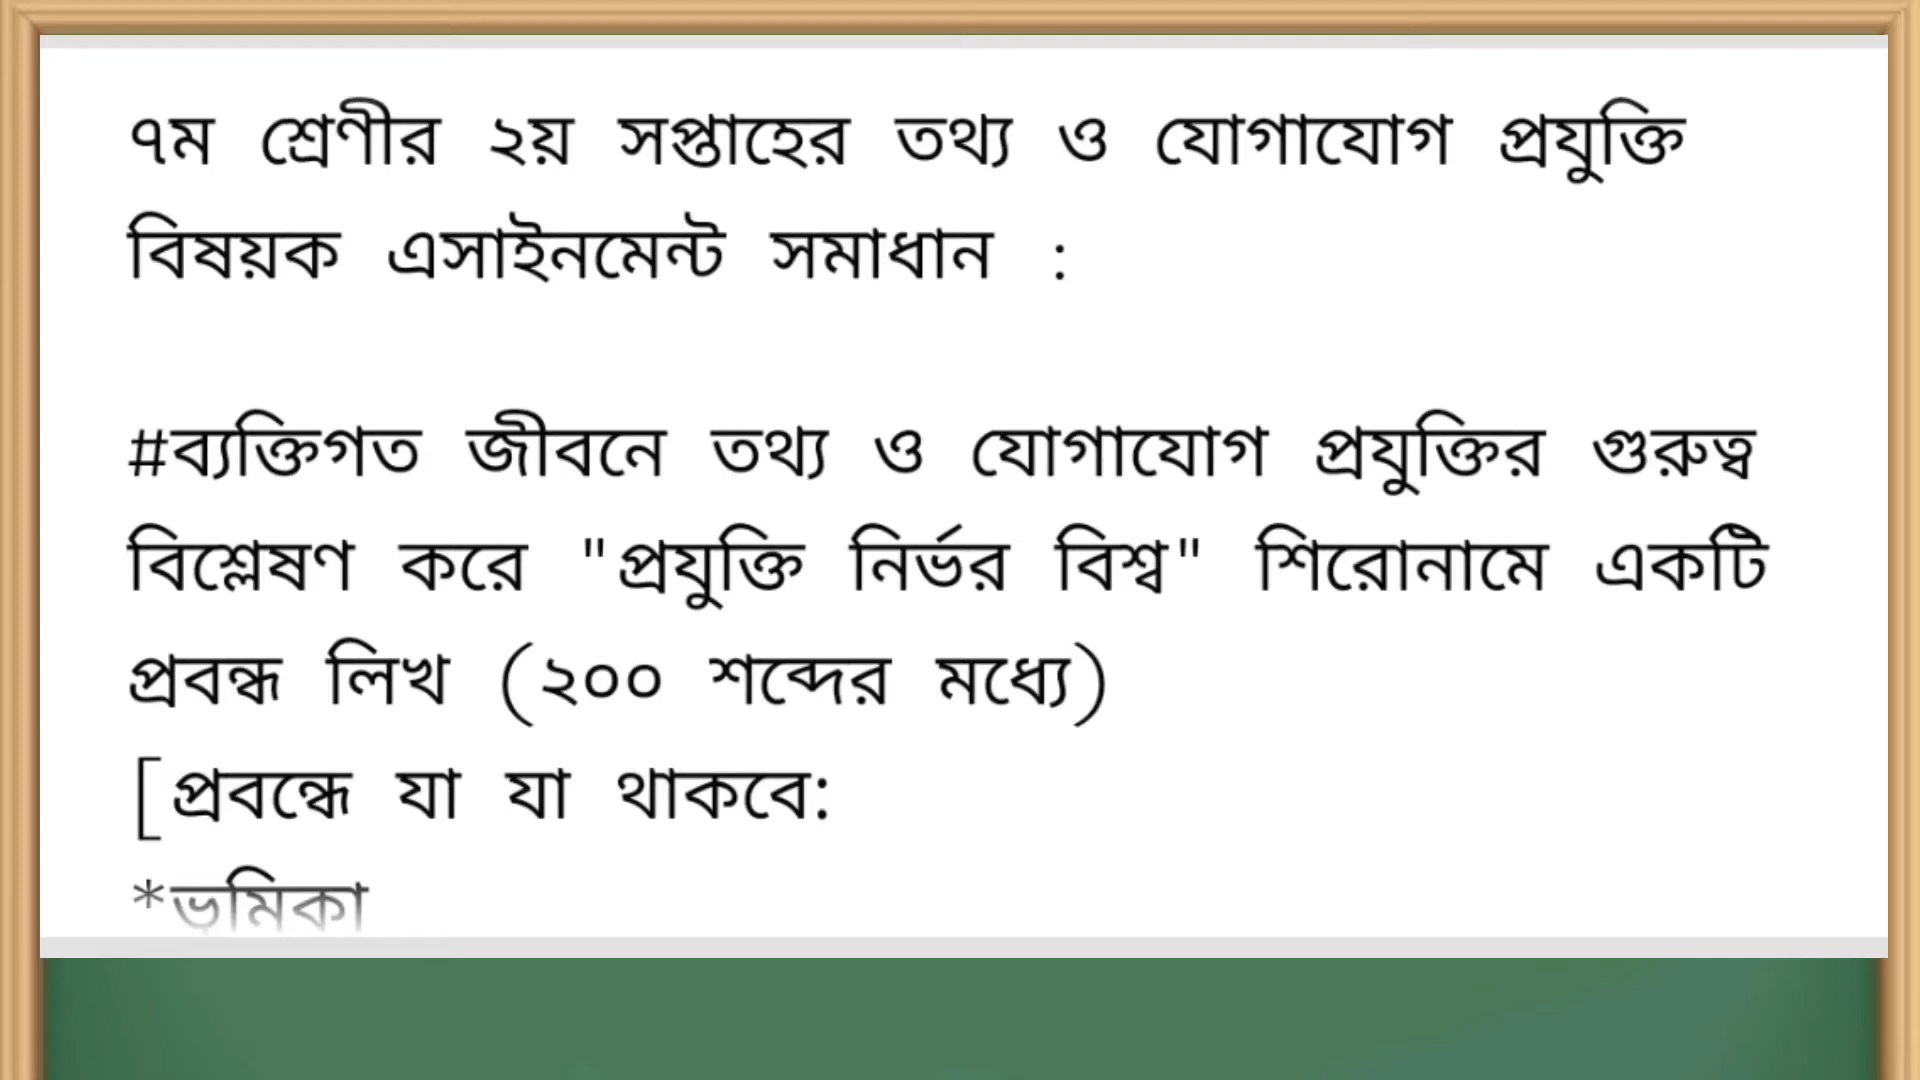 ৭ম শ্রেণীর ২য় সপ্তাহের তথ্য ও যোগাযোগ প্রযুক্তি
বিষয়ক এসাইনমেন্ট সমাধান :
#ব্যক্তিগত জীবনে তথ্য ও যোগাযোগ প্রযুক্তির গুরুত্ব
বিশ্লেষণ করে "প্রযুক্তি নির্ভর বিশ্ব" শিরোনামে একটি
প্রবন্ধ লিখ (২০০ শব্দের মধ্যে)
[প্রবন্ধে যা যা থাকবে:
*ভূমিকা